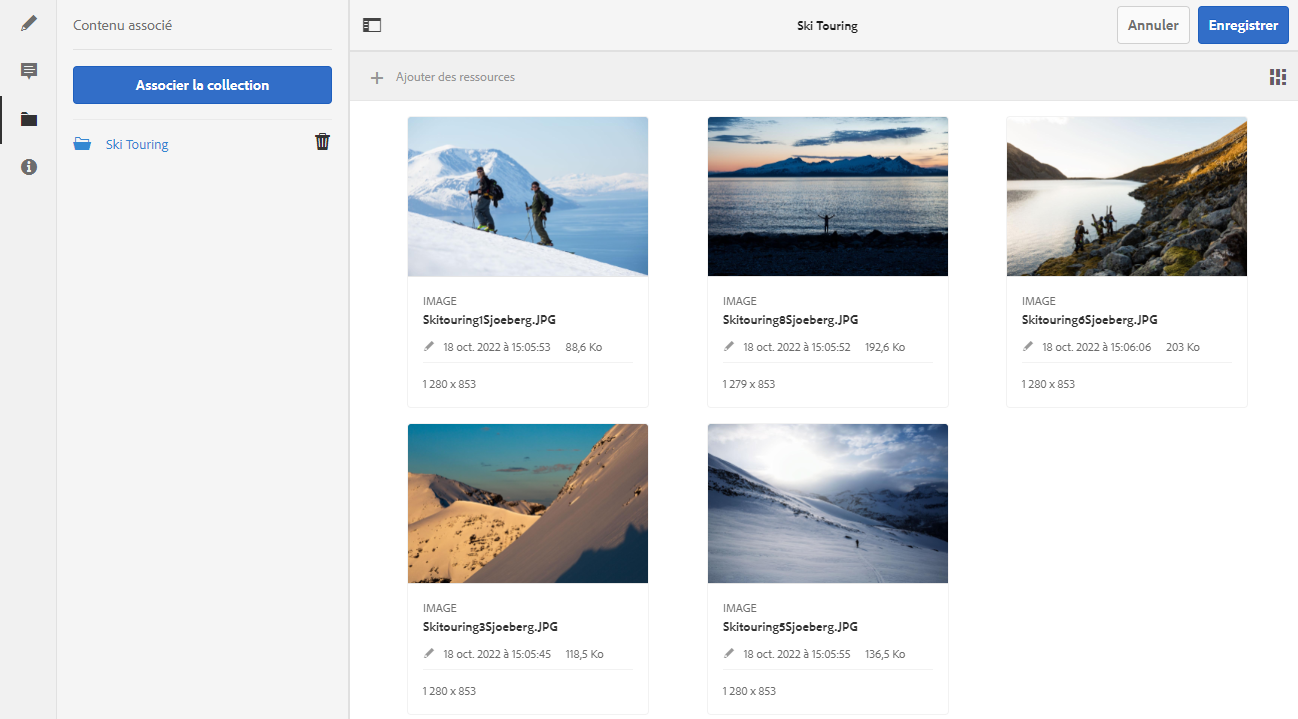 Contenu associé
Associer la collection
Ski Touring
Ski Touring
Annuler
Enregistrer
Ajouter des ressources
IMAGE
Skitouring1Sjoeberg.JPG
18 oct. 2022 à 15:05:53 88,6 Ko
1 280 x 853
IMAGE
Skitouring8Sjoeberg.JPG
18 oct. 2022 à 15:05:52 192,6 Ko
1 279 x 853
IMAGE
Skitouring6Sjoeberg.JPG
18 oct. 2022 à 15:06:06 203 Ko
1 280 x 853
IMAGE
Skitouring3Sjoeberg.JPG
18 oct. 2022 à 15:05:45 118,5 Ko
1 280 x 853
IMAGE
Skitouring5Sjoeberg.JPG
18 oct. 2022 à 15:05:55 136,5 Ko
1 280 x 853